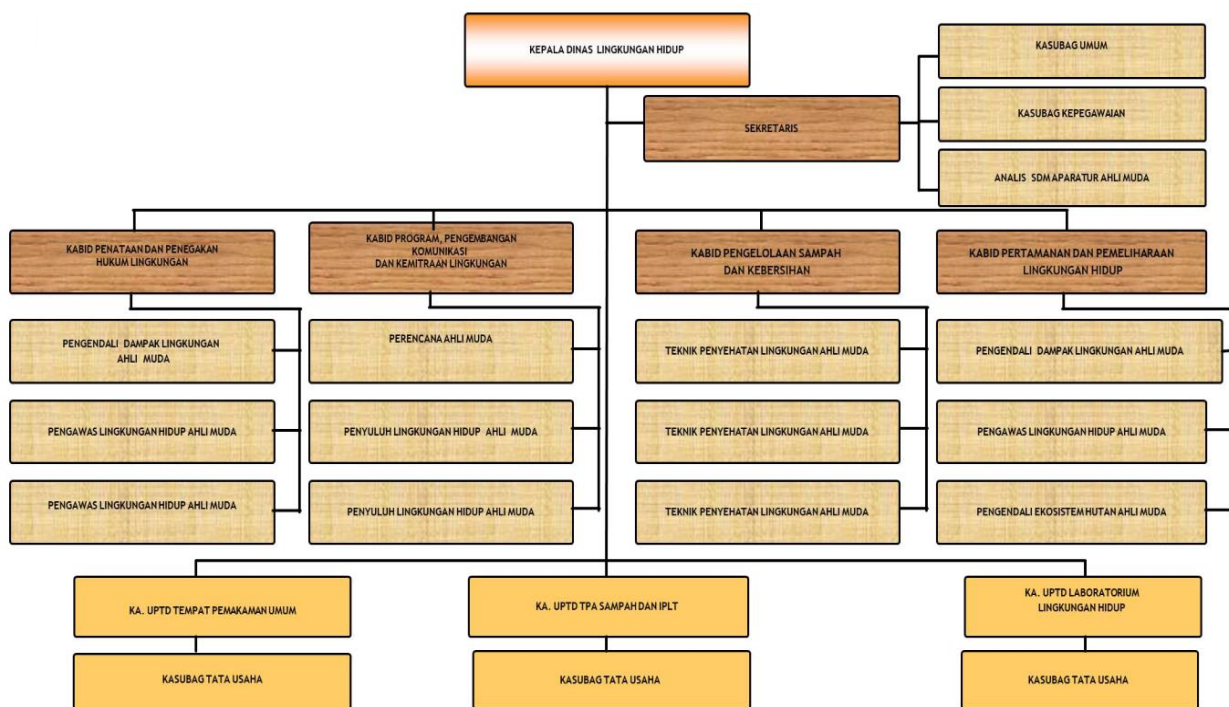 KEPALA DINAS LINGKUNGAN HIDUP
KASUBAG UMUM
SEKRETARIS
KASUBAG KEPEGAWAIAN
ANALIS SDM APARATUR AHLI MUDA
KABID PENATAAN DAN PENEGAKAN
HUKUM LINGKUNGAN
KABID PROGRAM, PENGEMBANGAN
KOMUNIKASI
DAN KEMITRAAN LINGKUNGAN
KABID PENGELOLAAN SAMPAH
DAN KEBERSIHAN
KABID PERTAMANAN DAN PEMELIHARAAN
LINGKUNGAN HIDUP
PENGENDALI DAMPAK LINGKUNGAN
AHLI MUDA
PERENCANA AHLI MUDA
TEKNIK PENYEHATAN LINGKUNGAN AHLI MUDA
PENGENDALI DAMPAK LINGKUNGAN AHLI MUDA
PENGAWAS LINGKUNGAN HIDUP AHLI MUDA
PENYULUH LINGKUNGAN HIDUP AHLI MUDA
TEKNIK PENYEHATAN LINGKUNGAN AHLI MUDA
PENGAWAS LINGKUNGAN HIDUP AHLI MUDA
PENGAWAS LINGKUNGAN HIDUP AHLI MUDA
PENYULUH LINGKUNGAN HIDUP AHLI MUDA
TEKNIK PENYEHATAN LINGKUNGAN AHLI MUDA
PENGENDALI EKOSISTEM HUTAN AHLI MUDA
KA. UPTD TEMPAT PEMAKAMAN UMUM
KA. UPTD TPA SAMPAH DAN IPLT
KA. UPTD LABORATORIUM
LINGKUNGAN HIDUP
KASUBAG TATA USAHA
KASUBAG TATA USAHA
KASUBAG TATA USAHA